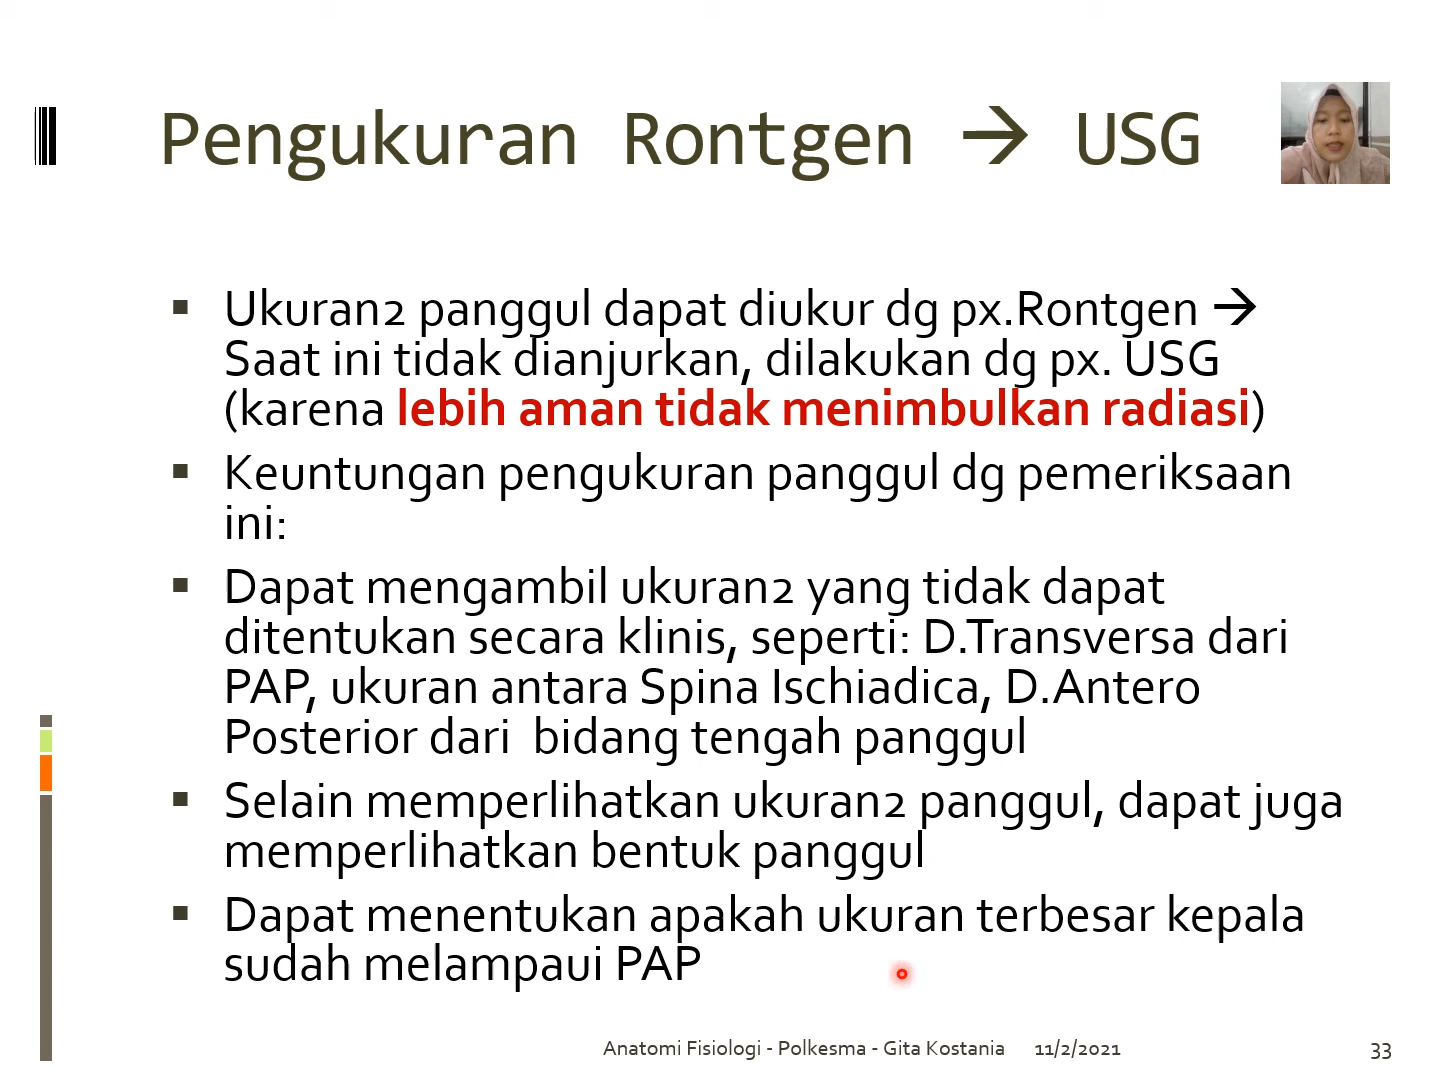 Pengukuran Rontgen → USG
▪ Ukuran2 panggul dapat diukur dg px.Rontgen →
Saat ini tidak dianjurkan, dilakukan dg px. USG
(karena lebih aman tidak menimbulkan radiasi)
▪ Keuntungan pengukuran panggul dg pemeriksaan
ini:
▪ Dapat mengambil ukuran2 yang tidak dapat
ditentukan secara klinis, seperti: D.Transversa dari
PAP, ukuran antara Spina Ischiadica, D.Antero
Posterior dari  bidang tengah panggul
▪ Selain memperlihatkan ukuran2 panggul, dapat juga
memperlihatkan bentuk panggul
▪ Dapat menentukan apakah ukuran terbesar kepala
sudah melampaui PAP
Anatomi Fisiologi - Polkesma - Gita Kostania 11/2/2021 33